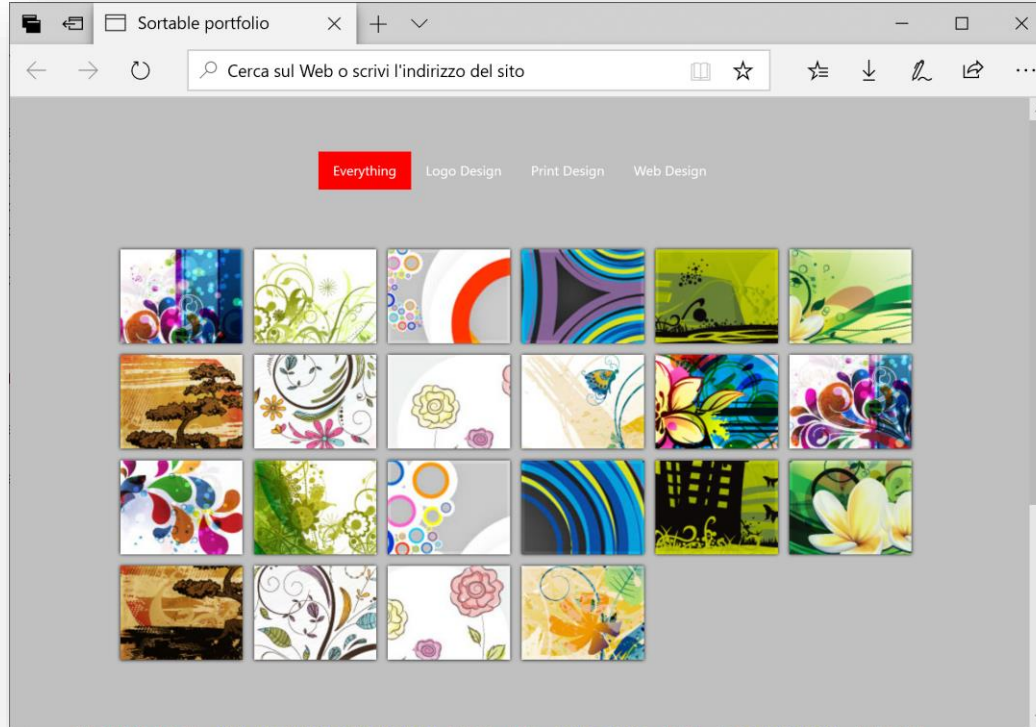 Sortable portfolio
Cerca sul Web o scrivi l'indirizzo del sito
Everything Logo Design Print Design Web Design